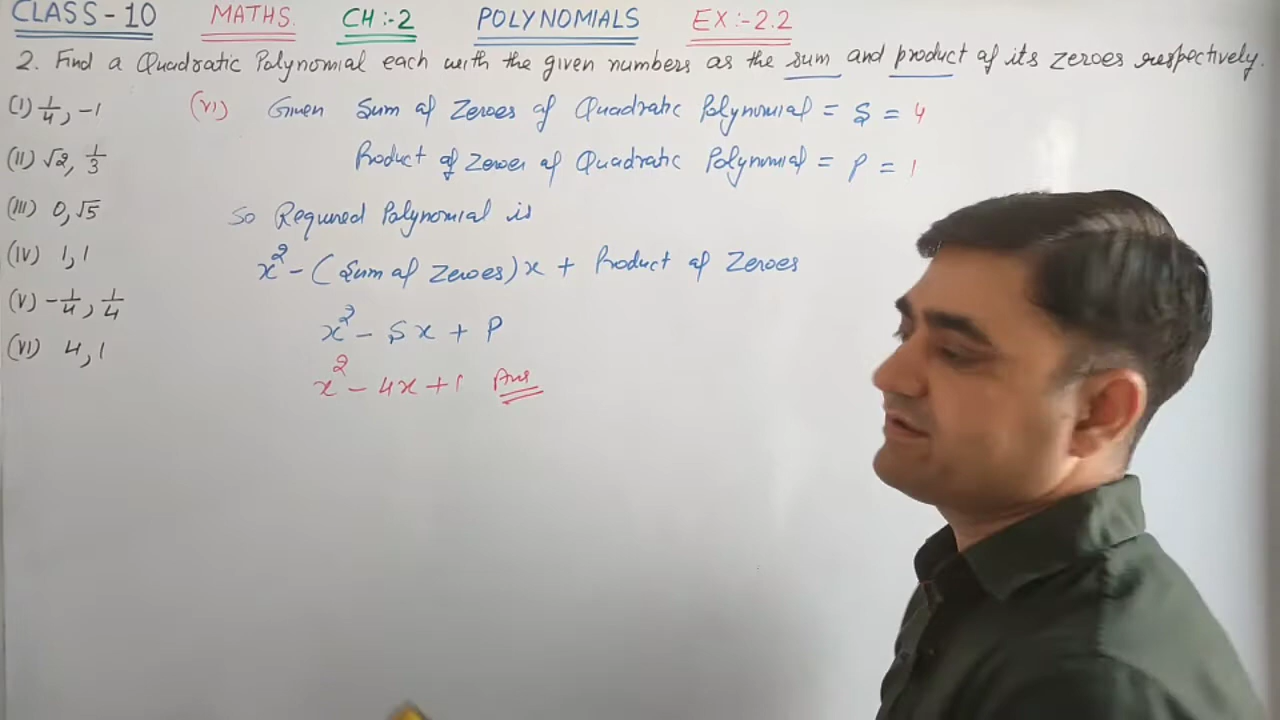 CLASS-10 MATHS. CH:-2 POLYNOMIALS EX:-2.2
2. Find a Quadratic Polynomial each with the given numbers as the sum and product of its zeroes respectively.
(I) 1/4, -1
(II) √2, 1/3
(III) 0, √5
(IV) 1, 1
(V) -1/4, 1/4
(VI) 4, 1
(VI) Given Sum of Zeroes of Quadratic Polynomial = S = 4
Product of Zeroes of Quadratic Polynomial = P = 1
So Required Polynomial is
x² - (Sum of Zeroes)x + Product of Zeroes
x² - Sx + P
x² - 4x + 1 Ans